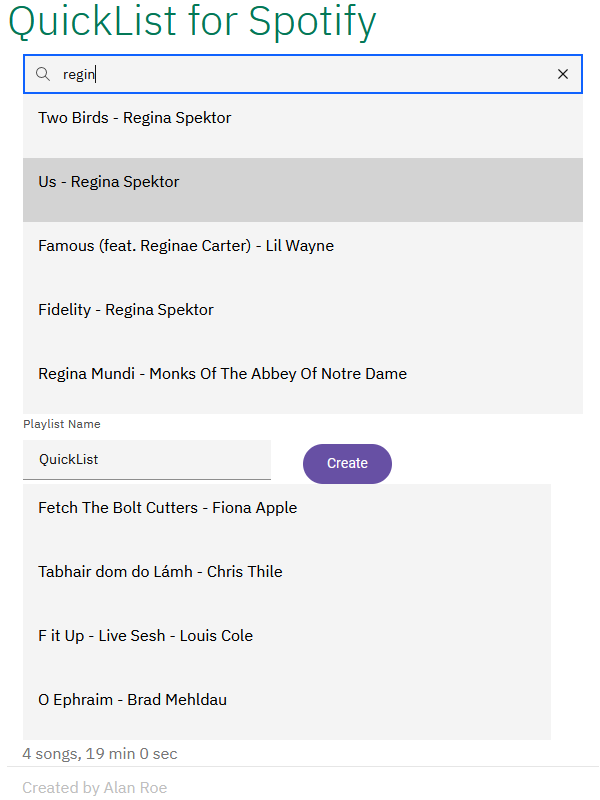 QuickList for Spotify
regin
Two Birds - Regina Spektor
Us - Regina Spektor
Famous (feat. Reginae Carter) - Lil Wayne
Fidelity - Regina Spektor
Regina Mundi - Monks Of The Abbey Of Notre Dame
Playlist Name
QuickList
Create
Fetch The Bolt Cutters - Fiona Apple
Tabhair dom do Lámh - Chris Thile
F it Up - Live Sesh - Louis Cole
O Ephraim - Brad Mehldau
4 songs, 19 min 0 sec
Created by Alan Roe